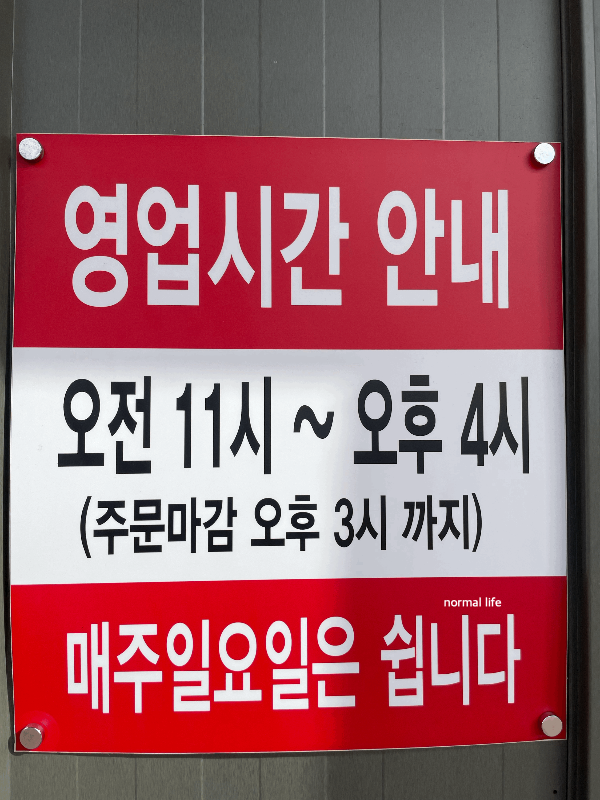 영업시간 안내
오전 11시 ~ 오후 4시
(주문마감 오후 3시 까지)
normal life
매주일요일은 쉽니다